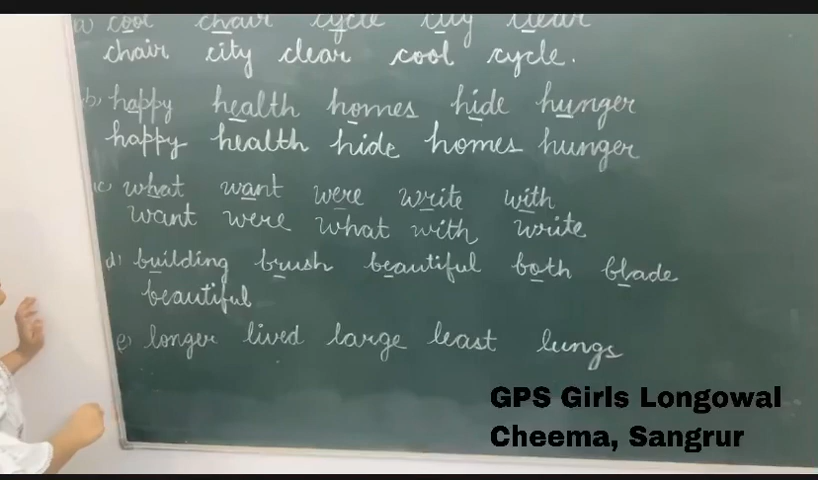 a) cool chair cycle city clear
chair city clear cool cycle.
b, happy health homes hide hunger
happy health hide homes hunger
c) what want were write with
want were what with write
d) building brush beautiful both blade
beautiful
e) longer lived large least lungs
GPS Girls Longowal
Cheema, Sangrur